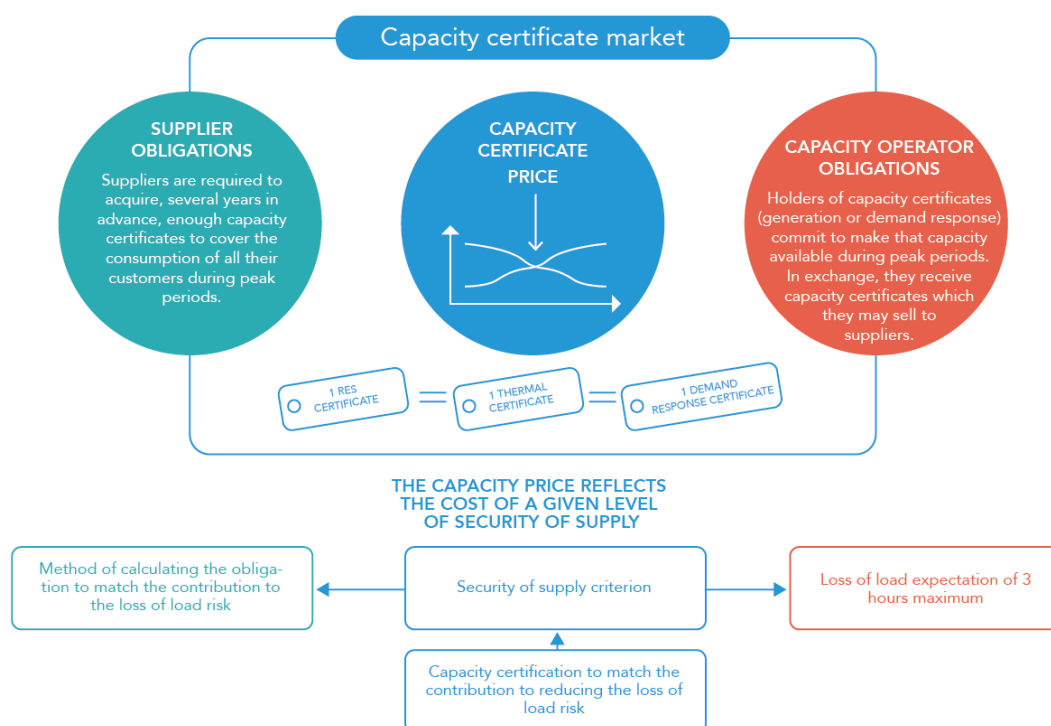 Capacity certificate market
SUPPLIER
OBLIGATIONS
Suppliers are required to
acquire, several years in
advance, enough capacity
certificates to cover the
consumption of all their
customers during peak
periods.
CAPACITY
CERTIFICATE
PRICE
CAPACITY OPERATOR
OBLIGATIONS
Holders of capacity certificates
(generation or demand response)
commit to make that capacity
available during peak periods.
In exchange, they receive
capacity certificates which
they may sell to
suppliers.
1 RES
CERTIFICATE
1 THERMAL
CERTIFICATE
1 DEMAND
RESPONSE CERTIFICATE
THE CAPACITY PRICE REFLECTS
THE COST OF A GIVEN LEVEL
OF SECURITY OF SUPPLY
Method of calculating the obliga-
tion to match the contribution to
the loss of load risk
Security of supply criterion
Loss of load expectation of 3
hours maximum
Capacity certification to match the
contribution to reducing the loss of
load risk